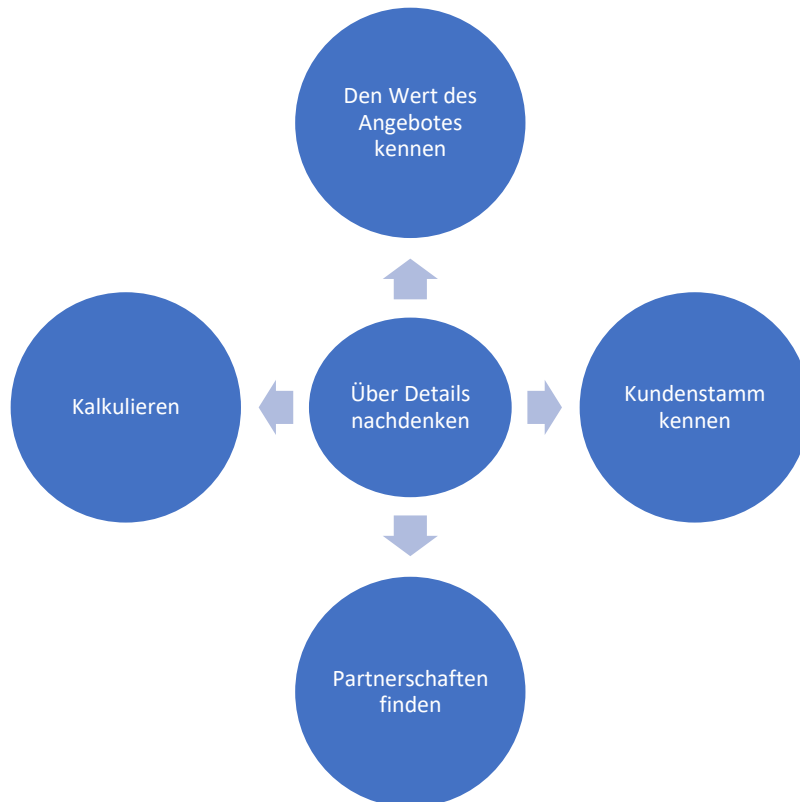 Den Wert des
Angebotes
kennen
Kalkulieren
Über Details
nachdenken
Kundenstamm
kennen
Partnerschaften
finden